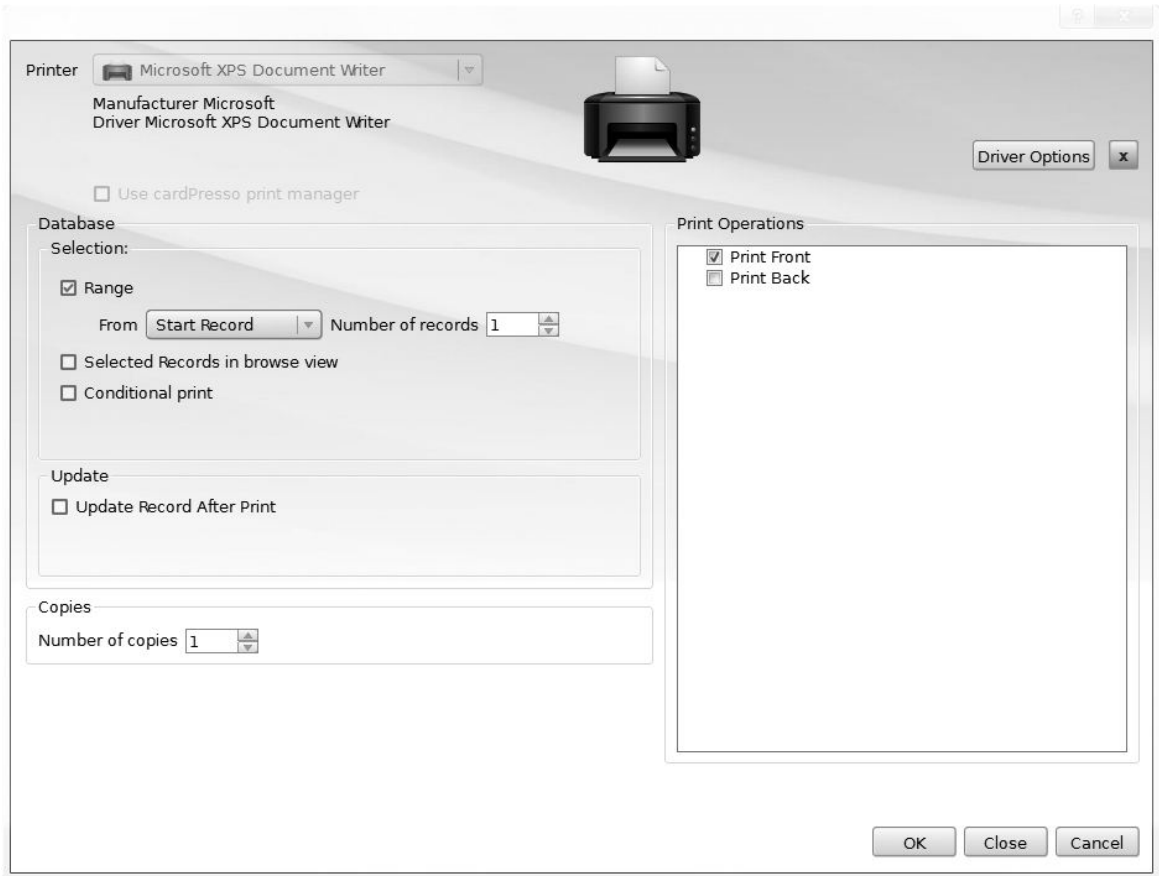 Printer Microsoft XPS Document Writer
Manufacturer Microsoft
Driver Microsoft XPS Document Writer
Driver Options x
Use cardPresso print manager
Database
Selection:
Range
From Start Record Number of records 1
Selected Records in browse view
Conditional print
Update
Update Record After Print
Copies
Number of copies 1
Print Operations
Print Front
Print Back
OK Close Cancel